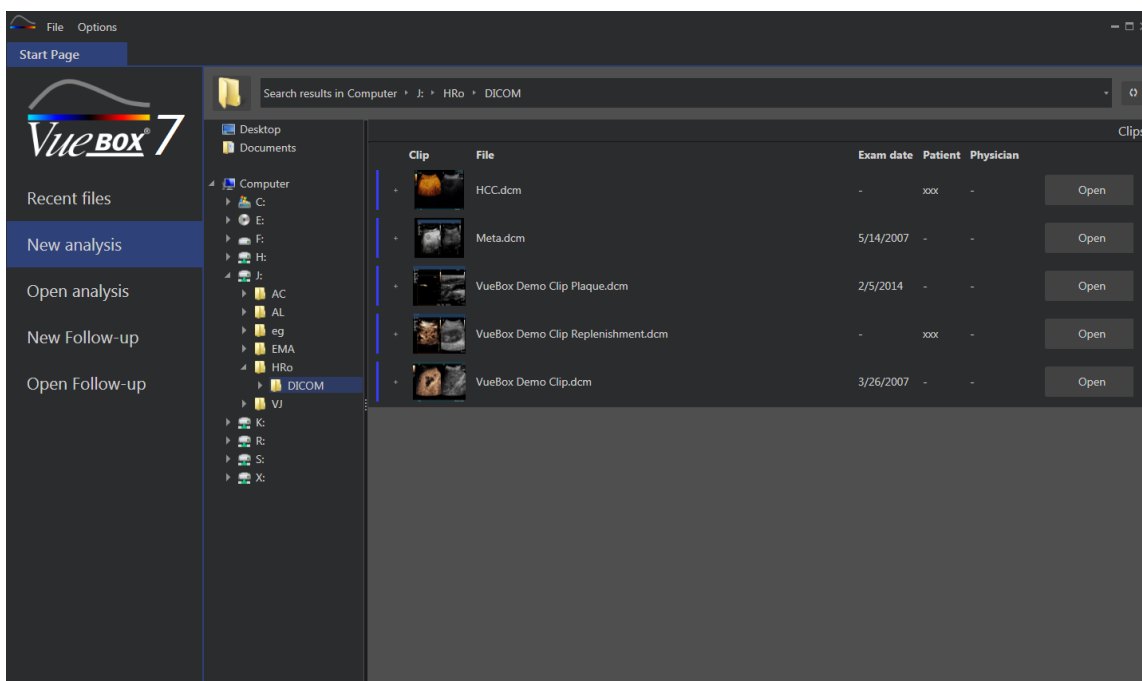 File Options
Start Page
VUEBOX® 7
Recent files
New analysis
Open analysis
New Follow-up
Open Follow-up
Search results in Computer J: HRo DICOM
Desktop
Documents
Computer
C:
E:
F:
H:
J:
AC
AL
eg
EMA
HRo
DICOM
VJ
K:
R:
S:
X:
Clips
Clip File Exam date Patient Physician
HCC.dcm - xxx - Open
Meta.dcm 5/14/2007 - - Open
VueBox Demo Clip Plaque.dcm 2/5/2014 - - Open
VueBox Demo Clip Replenishment.dcm - xxx - Open
VueBox Demo Clip.dcm 3/26/2007 - - Open